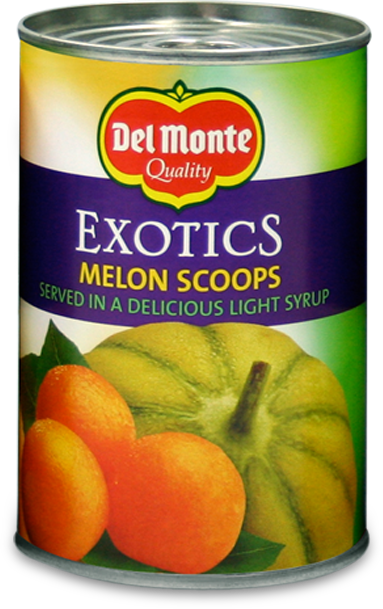 Del Monte
Quality
EXOTICS
MELON SCOOPS
SERVED IN A DELICIOUS LIGHT SYRUP